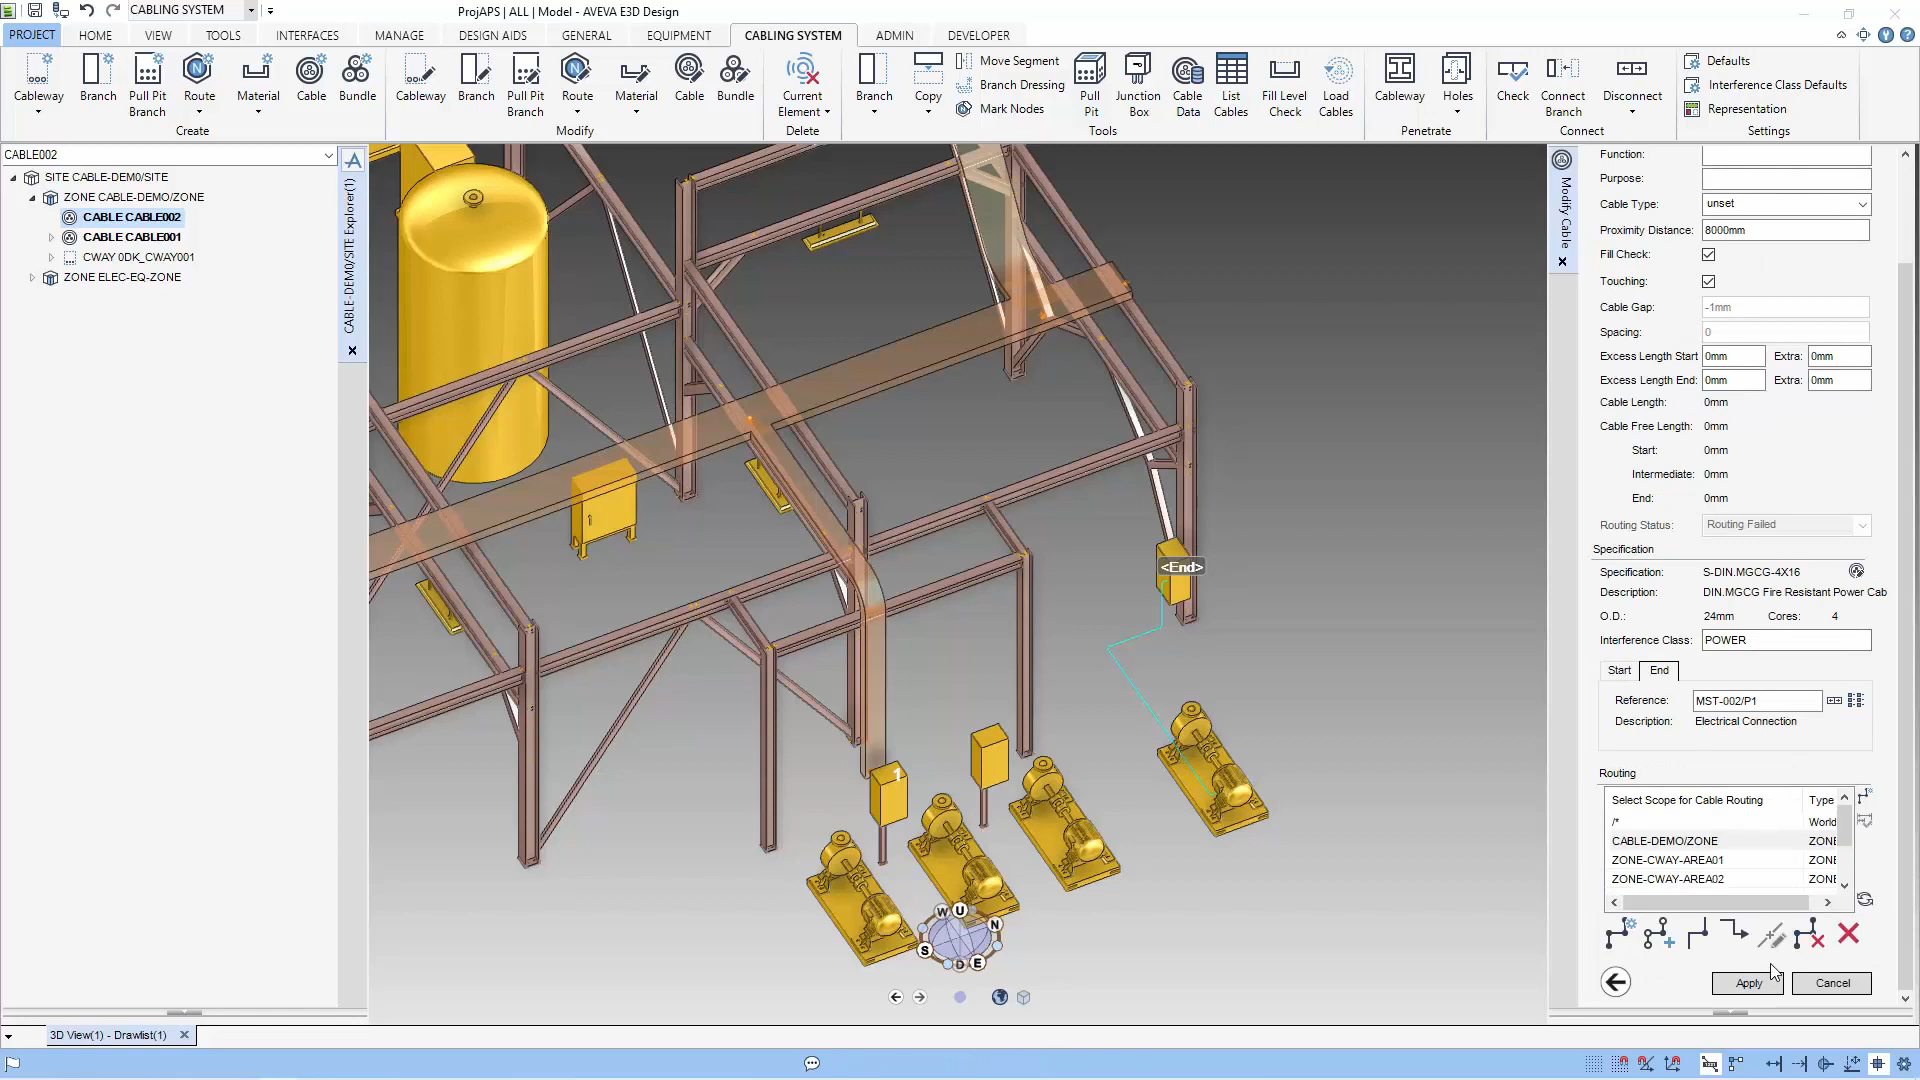 CABLING SYSTEM
ProjAPS | ALL | Model - AVEVA E3D Design
PROJECT HOME VIEW TOOLS INTERFACES MANAGE DESIGN AIDS GENERAL EQUIPMENT CABLING SYSTEM ADMIN DEVELOPER
Cableway Branch Pull Pit Branch Route Material Cable Bundle
Create
Cableway Branch Pull Pit Branch Route Material Cable Bundle
Modify
Current Element
Delete
Branch Copy Move Segment
Branch Dressing
Mark Nodes
Pull Pit Junction Box Cable Data List Cables Fill Level Check Load Cables
Tools
Cableway Holes
Penetrate
Check Connect Branch Disconnect
Connect
Defaults
Interference Class Defaults
Representation
Settings
CABLE002
SITE CABLE-DEM0/SITE
ZONE CABLE-DEMO/ZONE
CABLE CABLE002
CABLE CABLE001
CWAY 0DK_CWAY001
ZONE ELEC-EQ-ZONE
CABLE-DEM0/SITE Explorer(1)
<End>
1
W U N S D E
Modify Cable
Function:
Purpose:
Cable Type: unset
Proximity Distance: 8000mm
Fill Check:
Touching:
Cable Gap: -1mm
Spacing: 0
Excess Length Start 0mm Extra: 0mm
Excess Length End: 0mm Extra: 0mm
Cable Length: 0mm
Cable Free Length: 0mm
Start: 0mm
Intermediate: 0mm
End: 0mm
Routing Status: Routing Failed
Specification
Specification: S-DIN.MGCG-4X16
Description: DIN.MGCG Fire Resistant Power Cab
O.D.: 24mm Cores: 4
Interference Class: POWER
Start End
Reference: MST-002/P1
Description: Electrical Connection
Routing
Select Scope for Cable Routing Type
/* World
CABLE-DEMO/ZONE ZONE
ZONE-CWAY-AREA01 ZONE
ZONE-CWAY-AREA02 ZONE
Apply Cancel
3D View(1) - Drawlist(1)